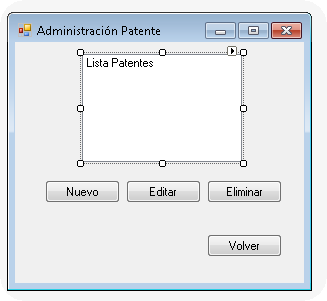 Administración Patente
Lista Patentes
Nuevo
Editar
Eliminar
Volver